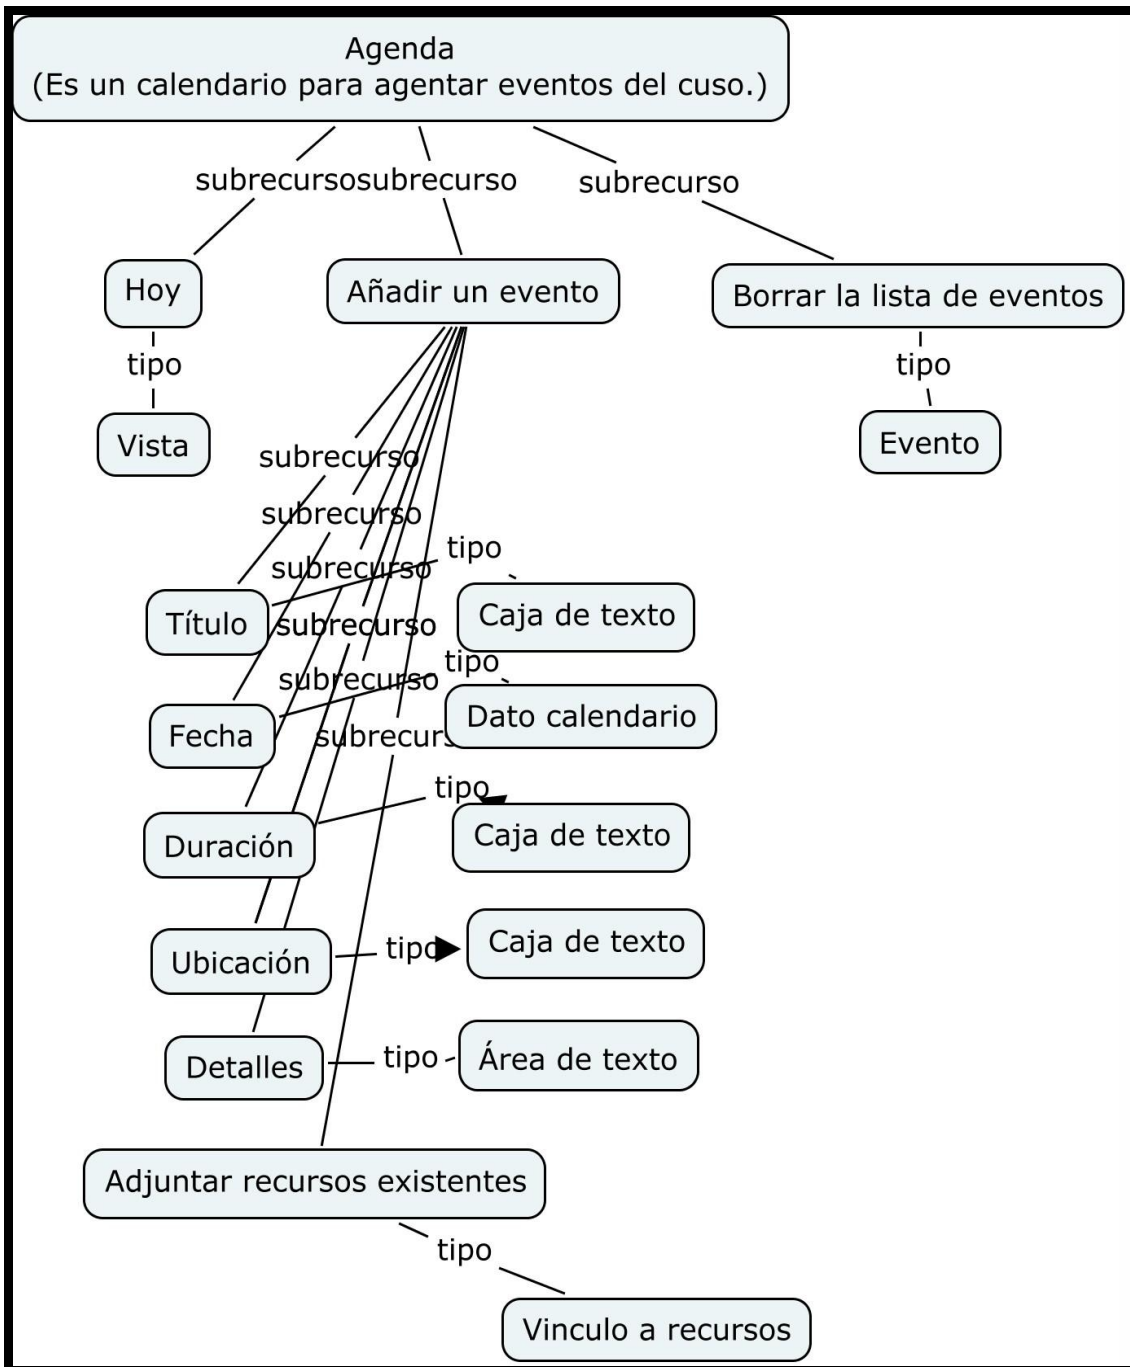 Agenda
(Es un calendario para agentar eventos del cuso.)
subrecurso
subrecurso
subrecurso
Hoy
Añadir un evento
Borrar la lista de eventos
tipo
tipo
Vista
Evento
subrecurso
subrecurso
tipo
subrecurso
Caja de texto
Título
subrecurso
tipo
subrecurso
Dato calendario
Fecha
subrecurs
tipo
Caja de texto
Duración
Caja de texto
tipo
Ubicación
Área de texto
tipo
Detalles
Adjuntar recursos existentes
tipo
Vinculo a recursos